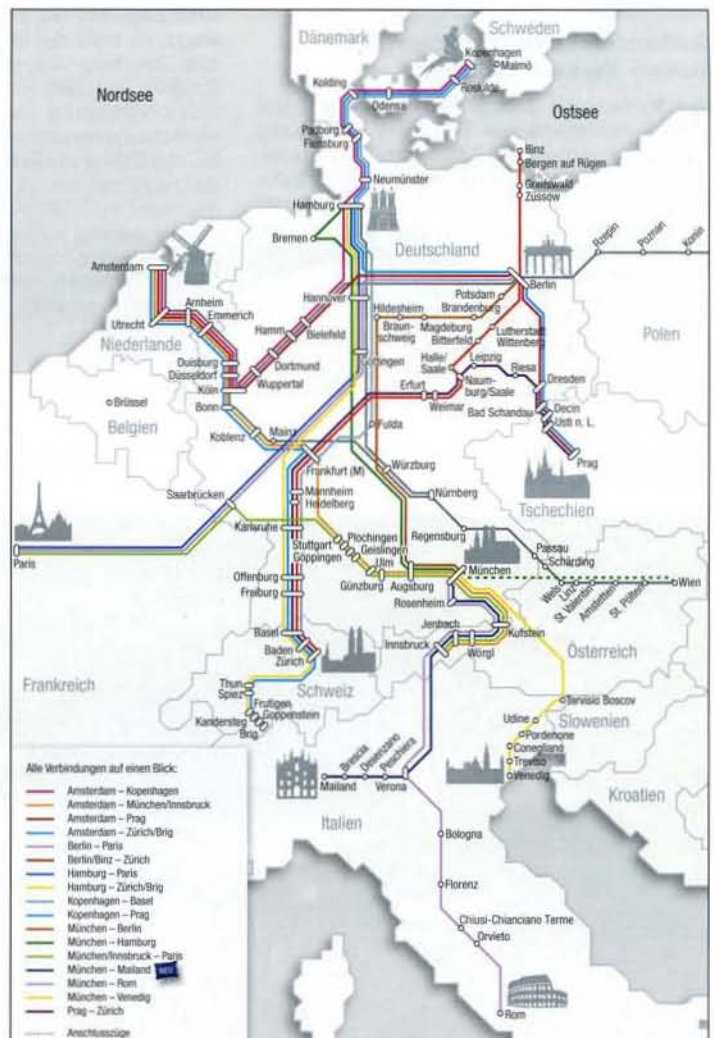 Dänemark
Schweden
Kopenhagen
Malmö
Nordsee
Kolding
Odensa
Roskilde
Ostsee
Padborg
Flensburg
Binz
Bergen auf Rügen
Neumünster
Greifswald
Züssow
Hamburg
Bremen
Deutschland
Rzepin
Poznan
Konin
Amsterdam
Berlin
Hannover
Potsdam
Hildesheim
Brandenburg
Arnheim
Emmerich
Utrecht
Niederlande
Hamm
Bielefeld
Braun-
schweig
Magdeburg
Bitterfeld
Lutherstadt
Wittenberg
Polen
Duisburg
Düsseldorf
Dortmund
Wuppertal
Göttingen
Halle/
Saale
Leipzig
Riesa
Köln
Erfurt
Naum-
burg/Saale
Dresden
Brüssel
Bonn
Weimar
Bad Schandau
Decin
Usti n. L.
Belgien
Koblenz
Mainz
Fulda
Prag
Frankfurt (M)
Würzburg
Saarbrücken
Mannheim
Heidelberg
Nürnberg
Tschechien
Karlsruhe
Regensburg
Paris
Stuttgart
Göppingen
Plochingen
Geislingen
Ulm
Passau
Schärding
München
Offenburg
Freiburg
Günzburg
Augsburg
Wels
Linz
St. Valentin
Amstetten
St. Pölten
Wien
Rosenheim
Basel
Baden
Zürich
Jenbach
Innsbruck
Wörgl
Kufstein
Österreich
Frankreich
Thun
Spiez
Schweiz
Frutigen
Goppenstein
Kandersteg
Brig
Tarvisio Boscov
Udine
Slowenien
Pordenone
Conegliano
Treviso
Venedig
Brescia
Desenzano
Peschiera
Mailand
Verona
Kroatien
Italien
Bologna
Florenz
Chiusi-Chianciano Terme
Orvieto
Rom
Alle Verbindungen auf einen Blick:
Amsterdam – Kopenhagen
Amsterdam – München/Innsbruck
Amsterdam – Prag
Amsterdam – Zürich/Brig
Berlin – Paris
Berlin/Binz – Zürich
Hamburg – Paris
Hamburg – Zürich/Brig
Kopenhagen – Basel
Kopenhagen – Prag
München – Berlin
München – Hamburg
München/Innsbruck – Paris
München – Mailand NEU
München – Rom
München – Venedig
Prag – Zürich
Anschlusszüge